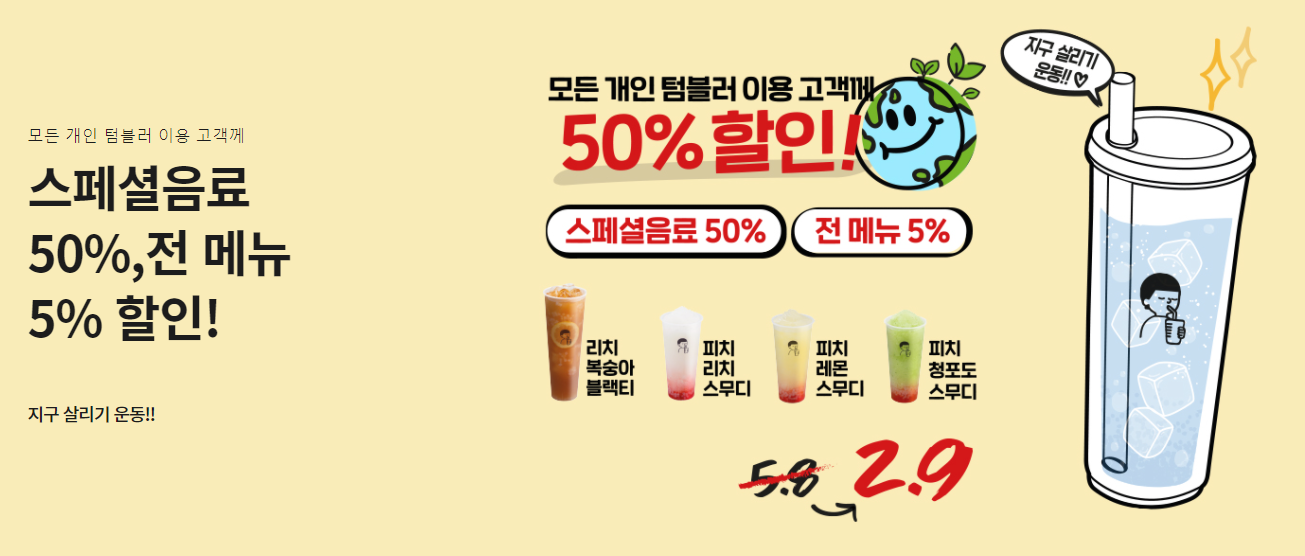 모든 개인 텀블러 이용 고객께
스페셜음료
50%,전 메뉴
5% 할인!
지구 살리기 운동!!
모든 개인 텀블러 이용 고객께
50% 할인!
스페셜음료 50%
전 메뉴 5%
리치
복숭아
블랙티
피치
리치
스무디
피치
레몬
스무디
피치
청포도
스무디
5.8
2.9
지구 살리기
운동!! ♡